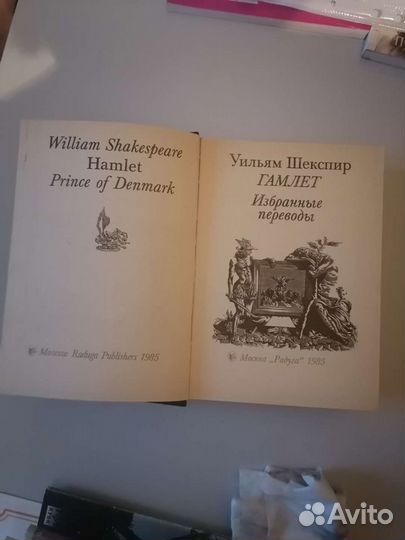 William Shakespeare
Hamlet
Prince of Denmark
Moscow Raduga Publishers 1985
Уильям Шекспир
ГАМЛЕТ
Избранные
переводы
Москва „Радуга" 1985
Avito